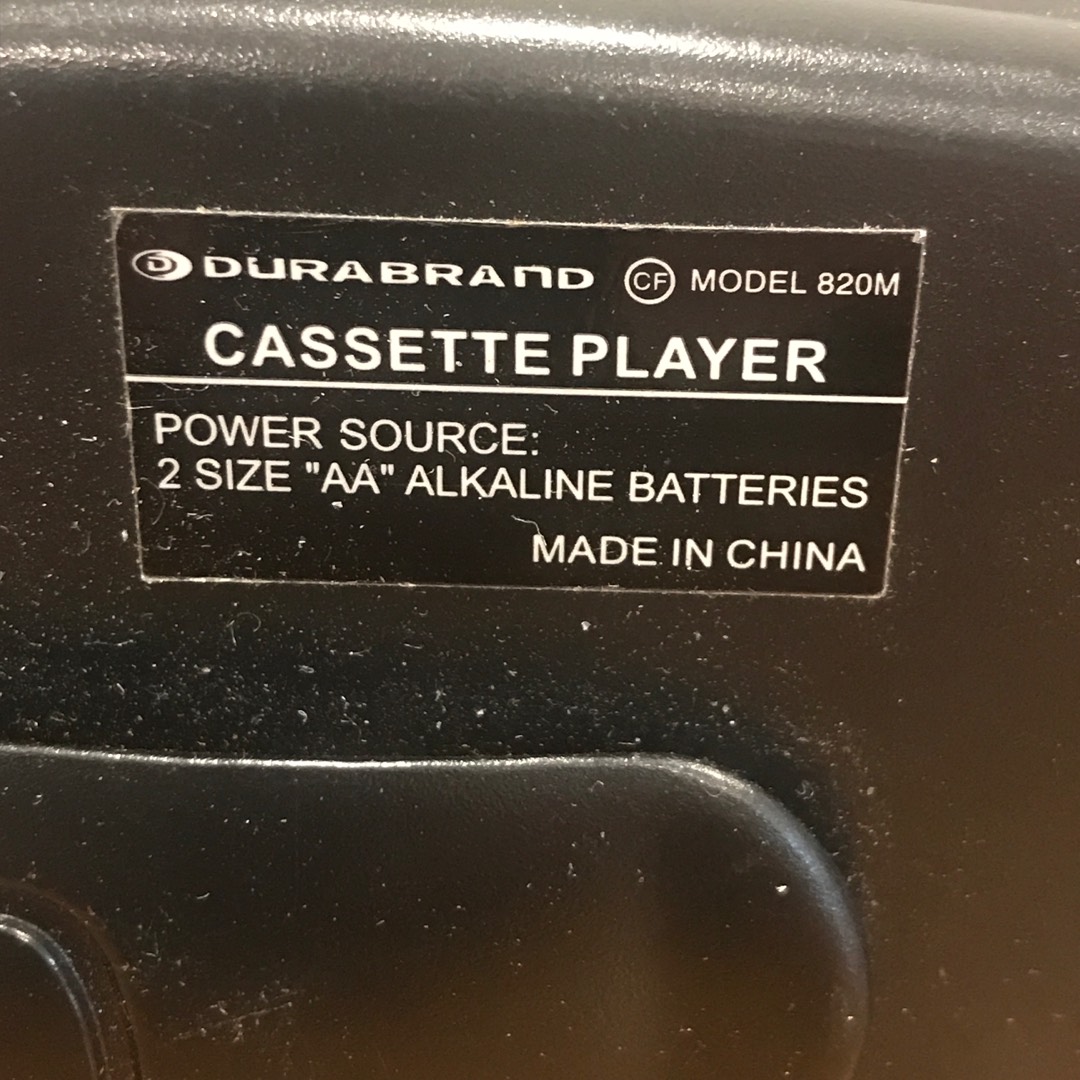 D DURABRAND CF MODEL 820M
CASSETTE PLAYER
POWER SOURCE:
2 SIZE "AA" ALKALINE BATTERIES
MADE IN CHINA